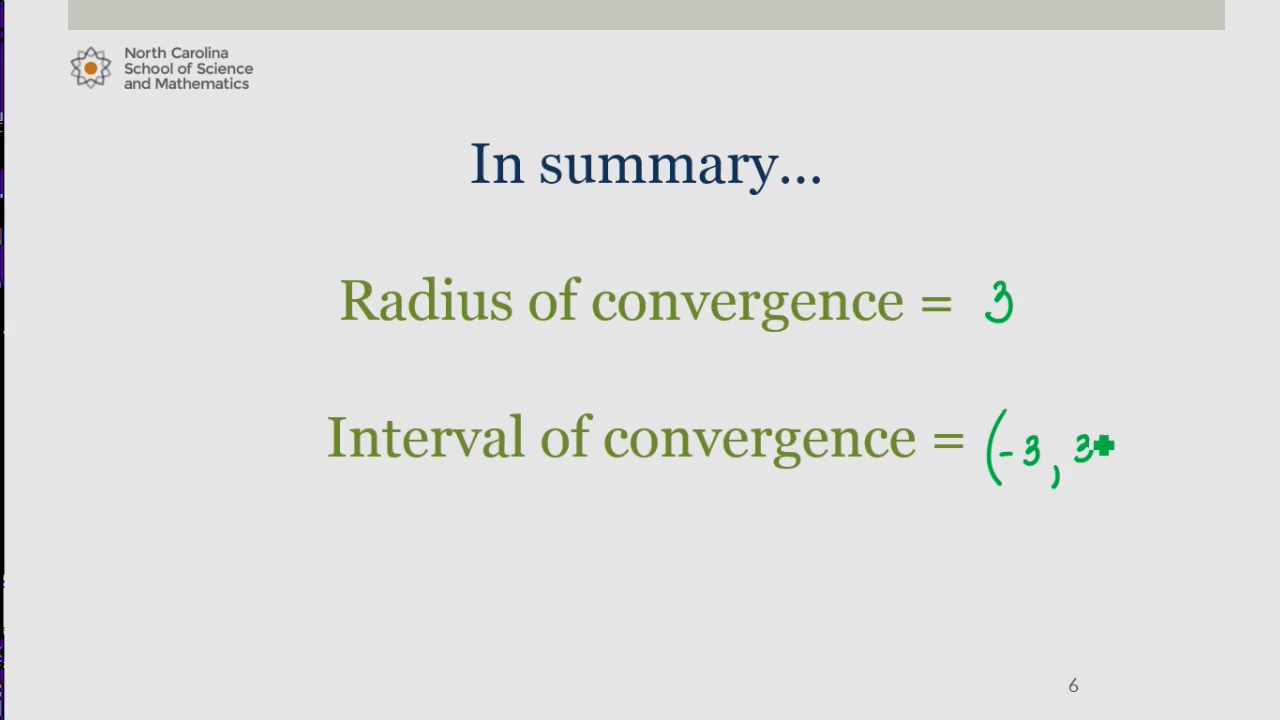 North Carolina
School of Science
and Mathematics
In summary...
Radius of convergence = 3
Interval of convergence = (-3, 3
6